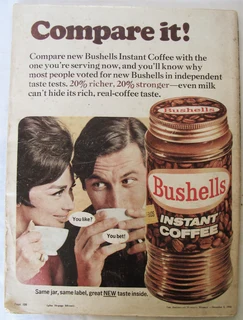 Compare it!
Compare new Bushells Instant Coffee with the
one you're serving now, and you'll know why
most people voted for new Bushells in independent
taste tests. 20% richer, 20% stronger—even milk
can't hide its rich, real-coffee taste.
Bushells
Bushells
INSTANT
COFFEE
You like?
You bet!
Same jar, same label, great NEW taste inside.